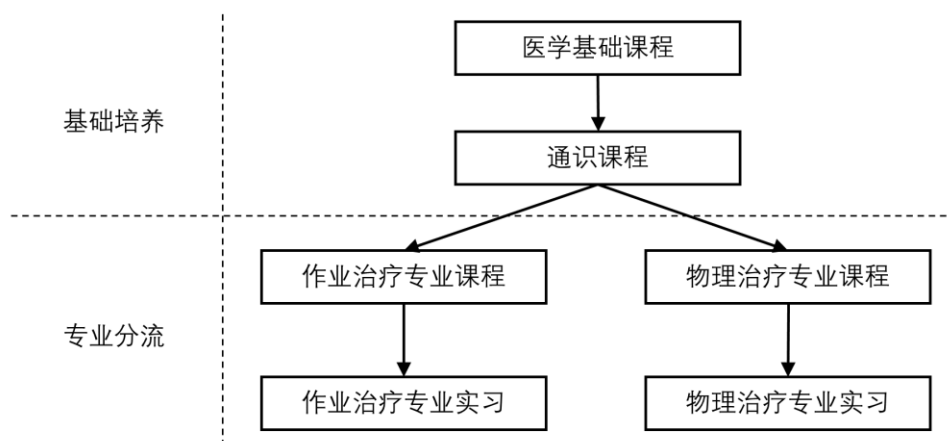 医学基础课程
基础培养
通识课程
作业治疗专业课程
物理治疗专业课程
专业分流
作业治疗专业实习
物理治疗专业实习